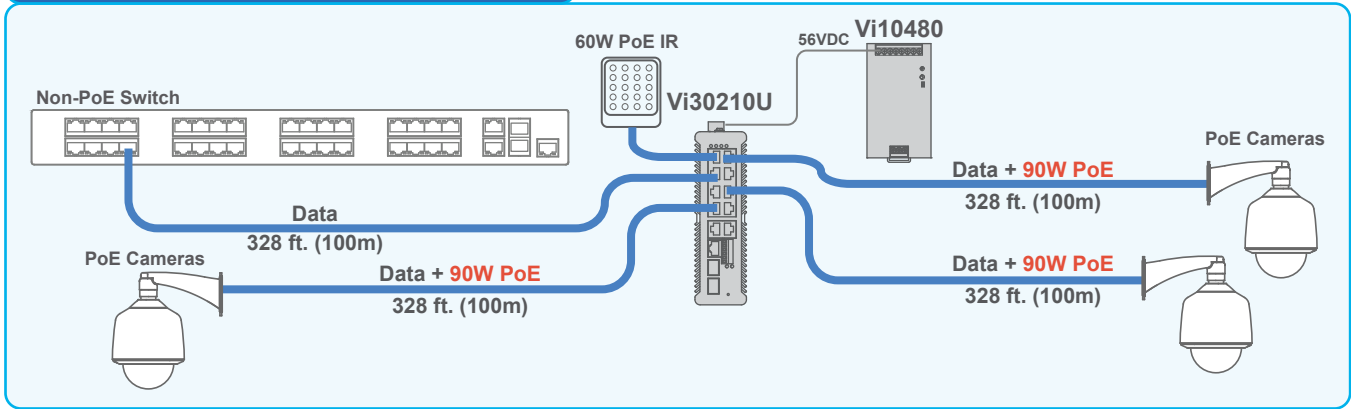 60W PoE IR
56VDC
Vi10480
Non-PoE Switch
Vi30210U
PoE Cameras
Data + 90W PoE
328 ft. (100m)
Data
328 ft. (100m)
PoE Cameras
Data + 90W PoE
328 ft. (100m)
Data + 90W PoE
328 ft. (100m)